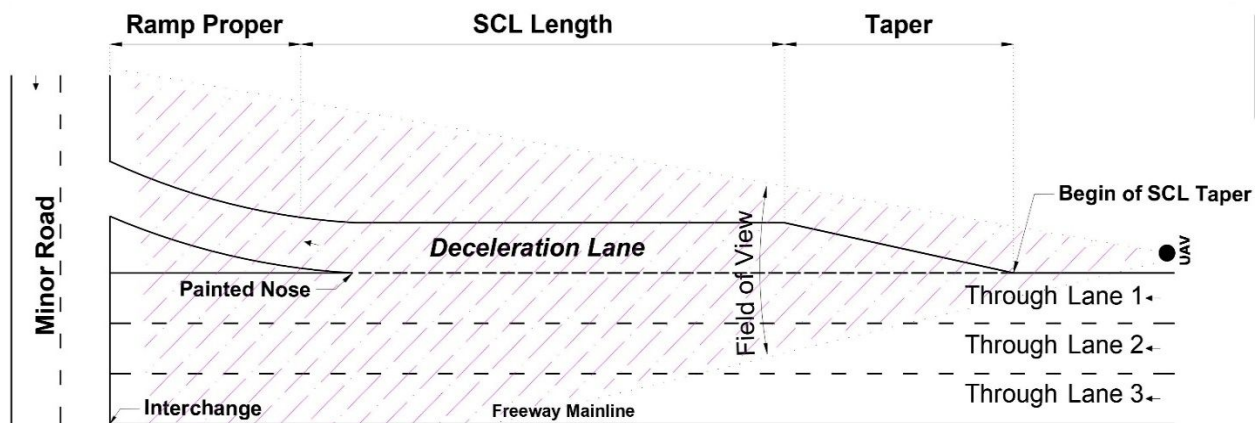 Ramp Proper
SCL Length
Taper
Minor Road
Begin of SCL Taper
UAV
Deceleration Lane
Field of View
Painted Nose
Through Lane 1
Through Lane 2
Through Lane 3
Interchange
Freeway Mainline